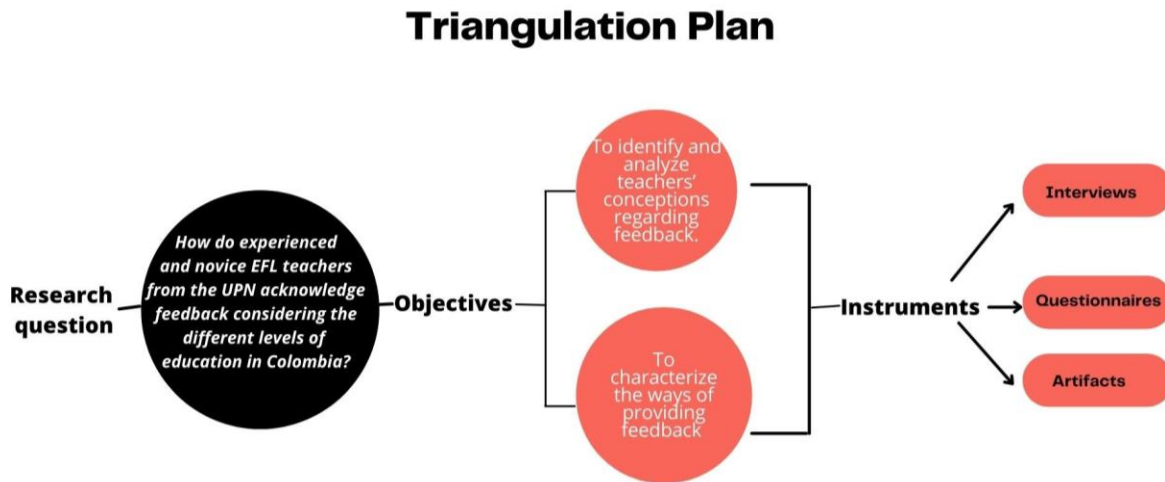 Triangulation Plan
Research
question
How do experienced
and novice EFL teachers
from the UPN acknowledge
feedback considering the
different levels of
education in Colombia?
Objectives
To identify and
analyze
teachers’
conceptions
regarding
feedback.
To
characterize
the ways of
providing
feedback
Instruments
Interviews
Questionnaires
Artifacts